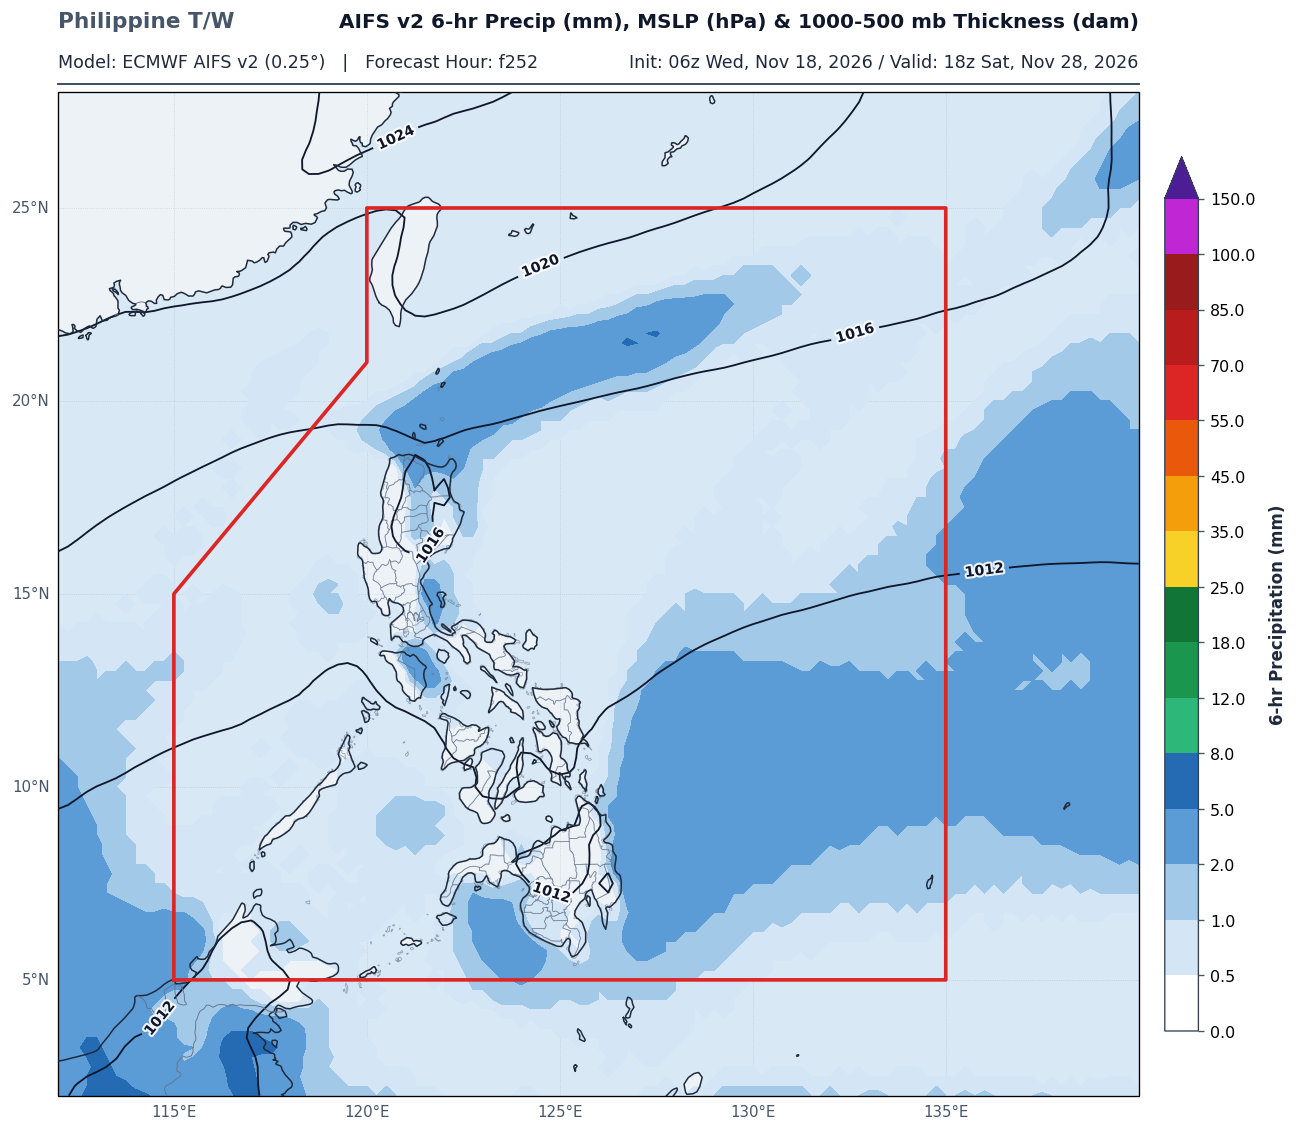 Philippine T/W
AIFS v2 6-hr Precip (mm), MSLP (hPa) & 1000-500 mb Thickness (dam)
Model: ECMWF AIFS v2 (0.25°) | Forecast Hour: f252
Init: 06z Wed, Nov 18, 2026 / Valid: 18z Sat, Nov 28, 2026
1024
1020
1016
1016
1012
1012
1012
25°N
20°N
15°N
10°N
5°N
115°E
120°E
125°E
130°E
135°E
150.0
100.0
85.0
70.0
55.0
45.0
35.0
25.0
18.0
12.0
8.0
5.0
2.0
1.0
0.5
0.0
6-hr Precipitation (mm)